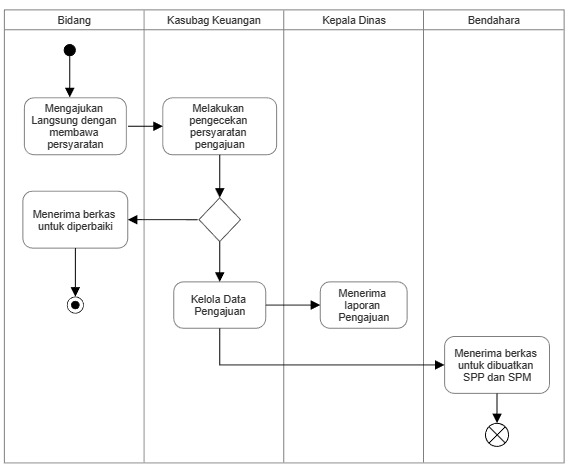 Bidang
Kasubag Keuangan
Kepala Dinas
Bendahara
Mengajukan
Langsung dengan
membawa
persyaratan
Melakukan
pengecekan
persyaratan
pengajuan
Menerima berkas
untuk diperbaiki
Kelola Data
Pengajuan
Menerima
laporan
Pengajuan
Menerima berkas
untuk dibuatkan
SPP dan SPM